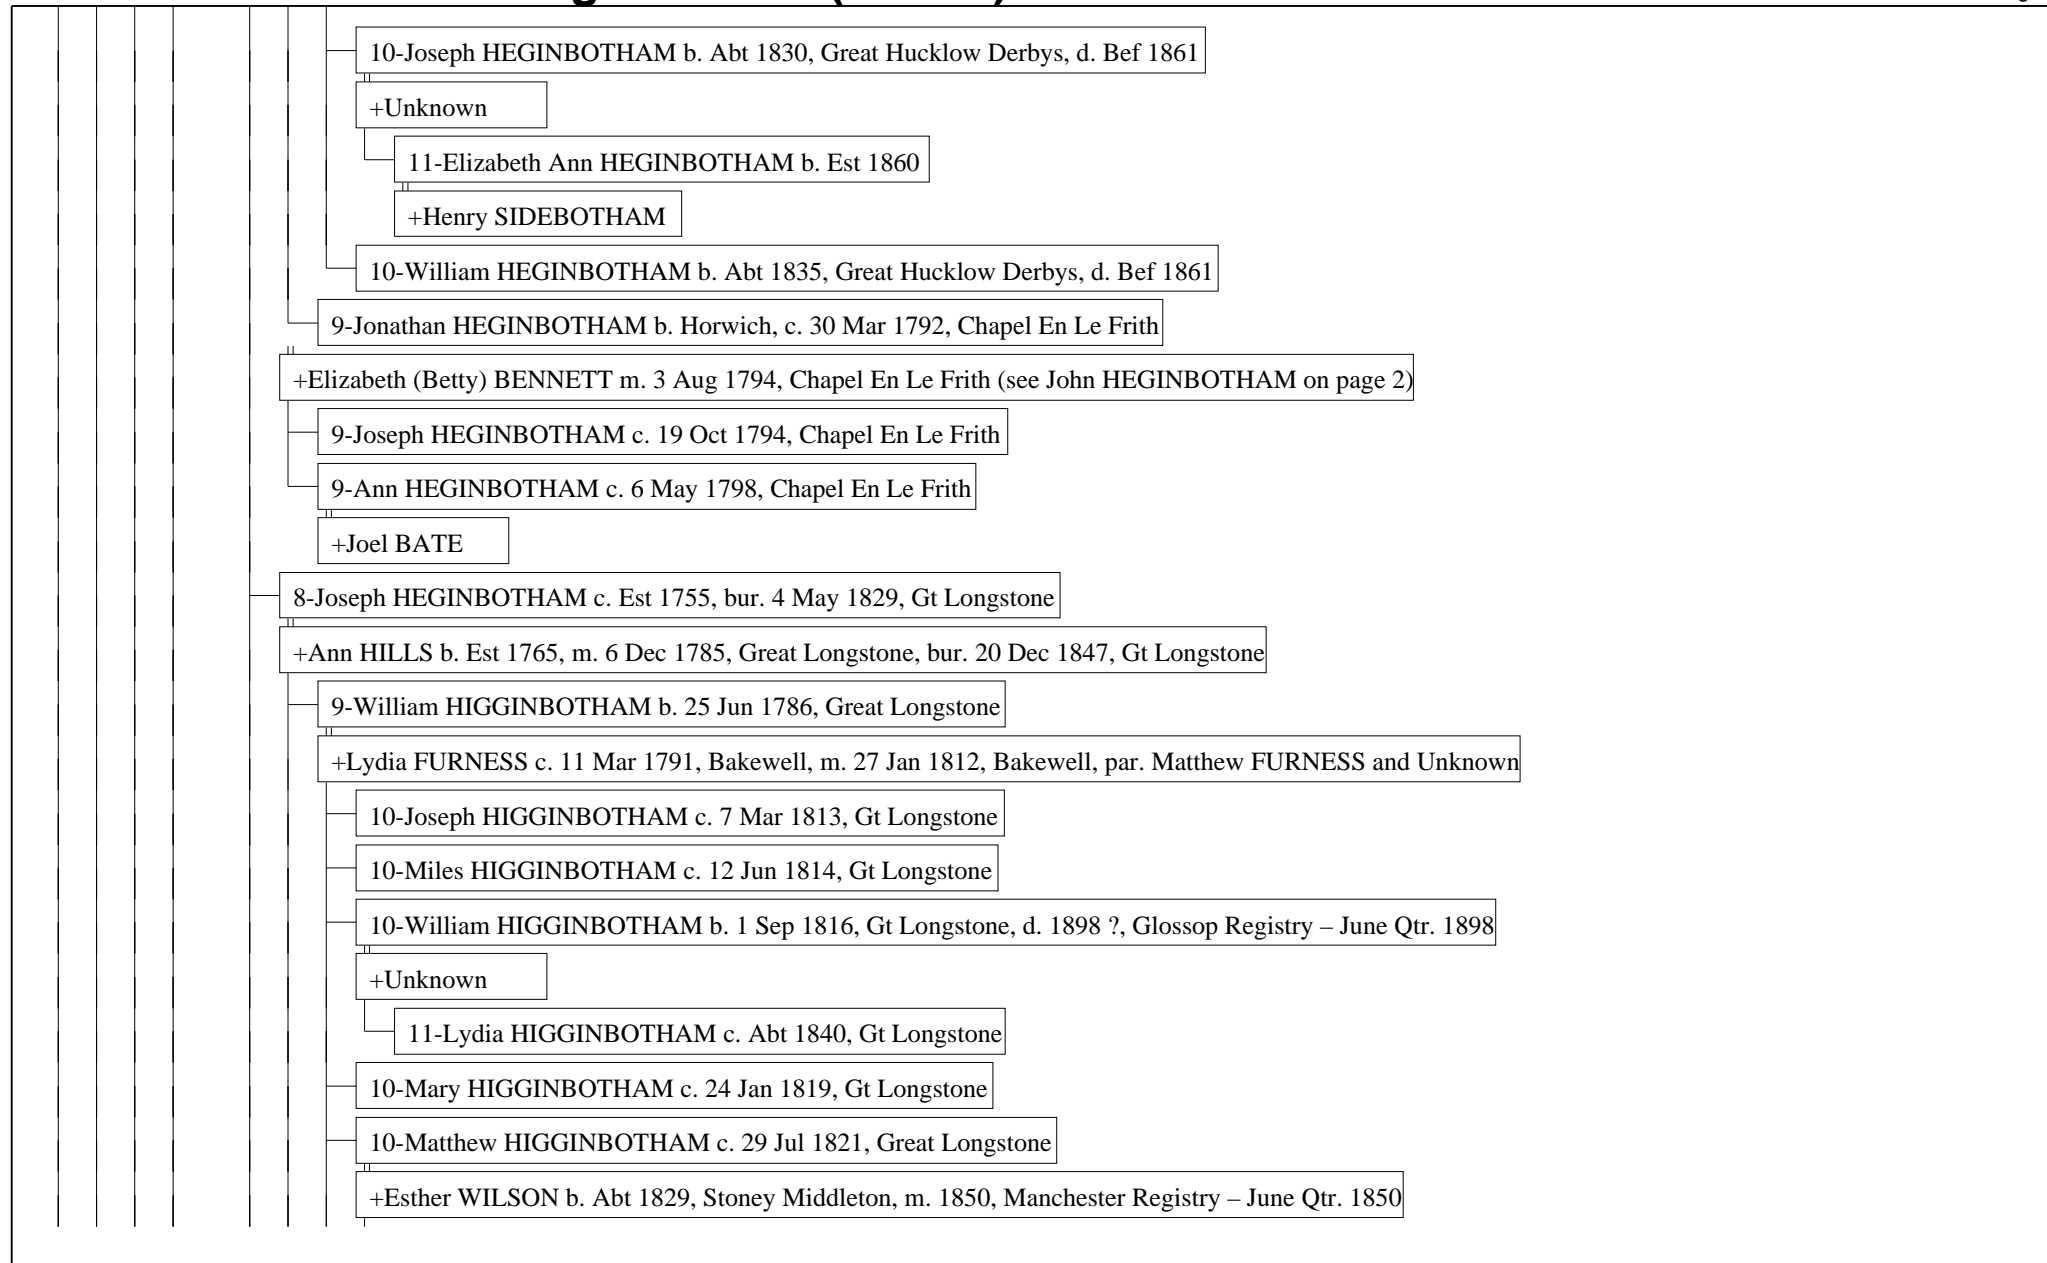 10-Joseph HEGINBOTHAM b. Abt 1830, Great Hucklow Derbys, d. Bef 1861
+Unknown
11-Elizabeth Ann HEGINBOTHAM b. Est 1860
+Henry SIDEBOTHAM
10-William HEGINBOTHAM b. Abt 1835, Great Hucklow Derbys, d. Bef 1861
9-Jonathan HEGINBOTHAM b. Horwich, c. 30 Mar 1792, Chapel En Le Frith
+Elizabeth (Betty) BENNETT m. 3 Aug 1794, Chapel En Le Frith (see John HEGINBOTHAM on page 2)
9-Joseph HEGINBOTHAM c. 19 Oct 1794, Chapel En Le Frith
9-Ann HEGINBOTHAM c. 6 May 1798, Chapel En Le Frith
+Joel BATE
8-Joseph HEGINBOTHAM c. Est 1755, bur. 4 May 1829, Gt Longstone
+Ann HILLS b. Est 1765, m. 6 Dec 1785, Great Longstone, bur. 20 Dec 1847, Gt Longstone
9-William HIGGINBOTHAM b. 25 Jun 1786, Great Longstone
+Lydia FURNESS c. 11 Mar 1791, Bakewell, m. 27 Jan 1812, Bakewell, par. Matthew FURNESS and Unknown
10-Joseph HIGGINBOTHAM c. 7 Mar 1813, Gt Longstone
10-Miles HIGGINBOTHAM c. 12 Jun 1814, Gt Longstone
10-William HIGGINBOTHAM b. 1 Sep 1816, Gt Longstone, d. 1898 ?, Glossop Registry – June Qtr. 1898
+Unknown
11-Lydia HIGGINBOTHAM c. Abt 1840, Gt Longstone
10-Mary HIGGINBOTHAM c. 24 Jan 1819, Gt Longstone
10-Matthew HIGGINBOTHAM c. 29 Jul 1821, Great Longstone
+Esther WILSON b. Abt 1829, Stoney Middleton, m. 1850, Manchester Registry – June Qtr. 1850